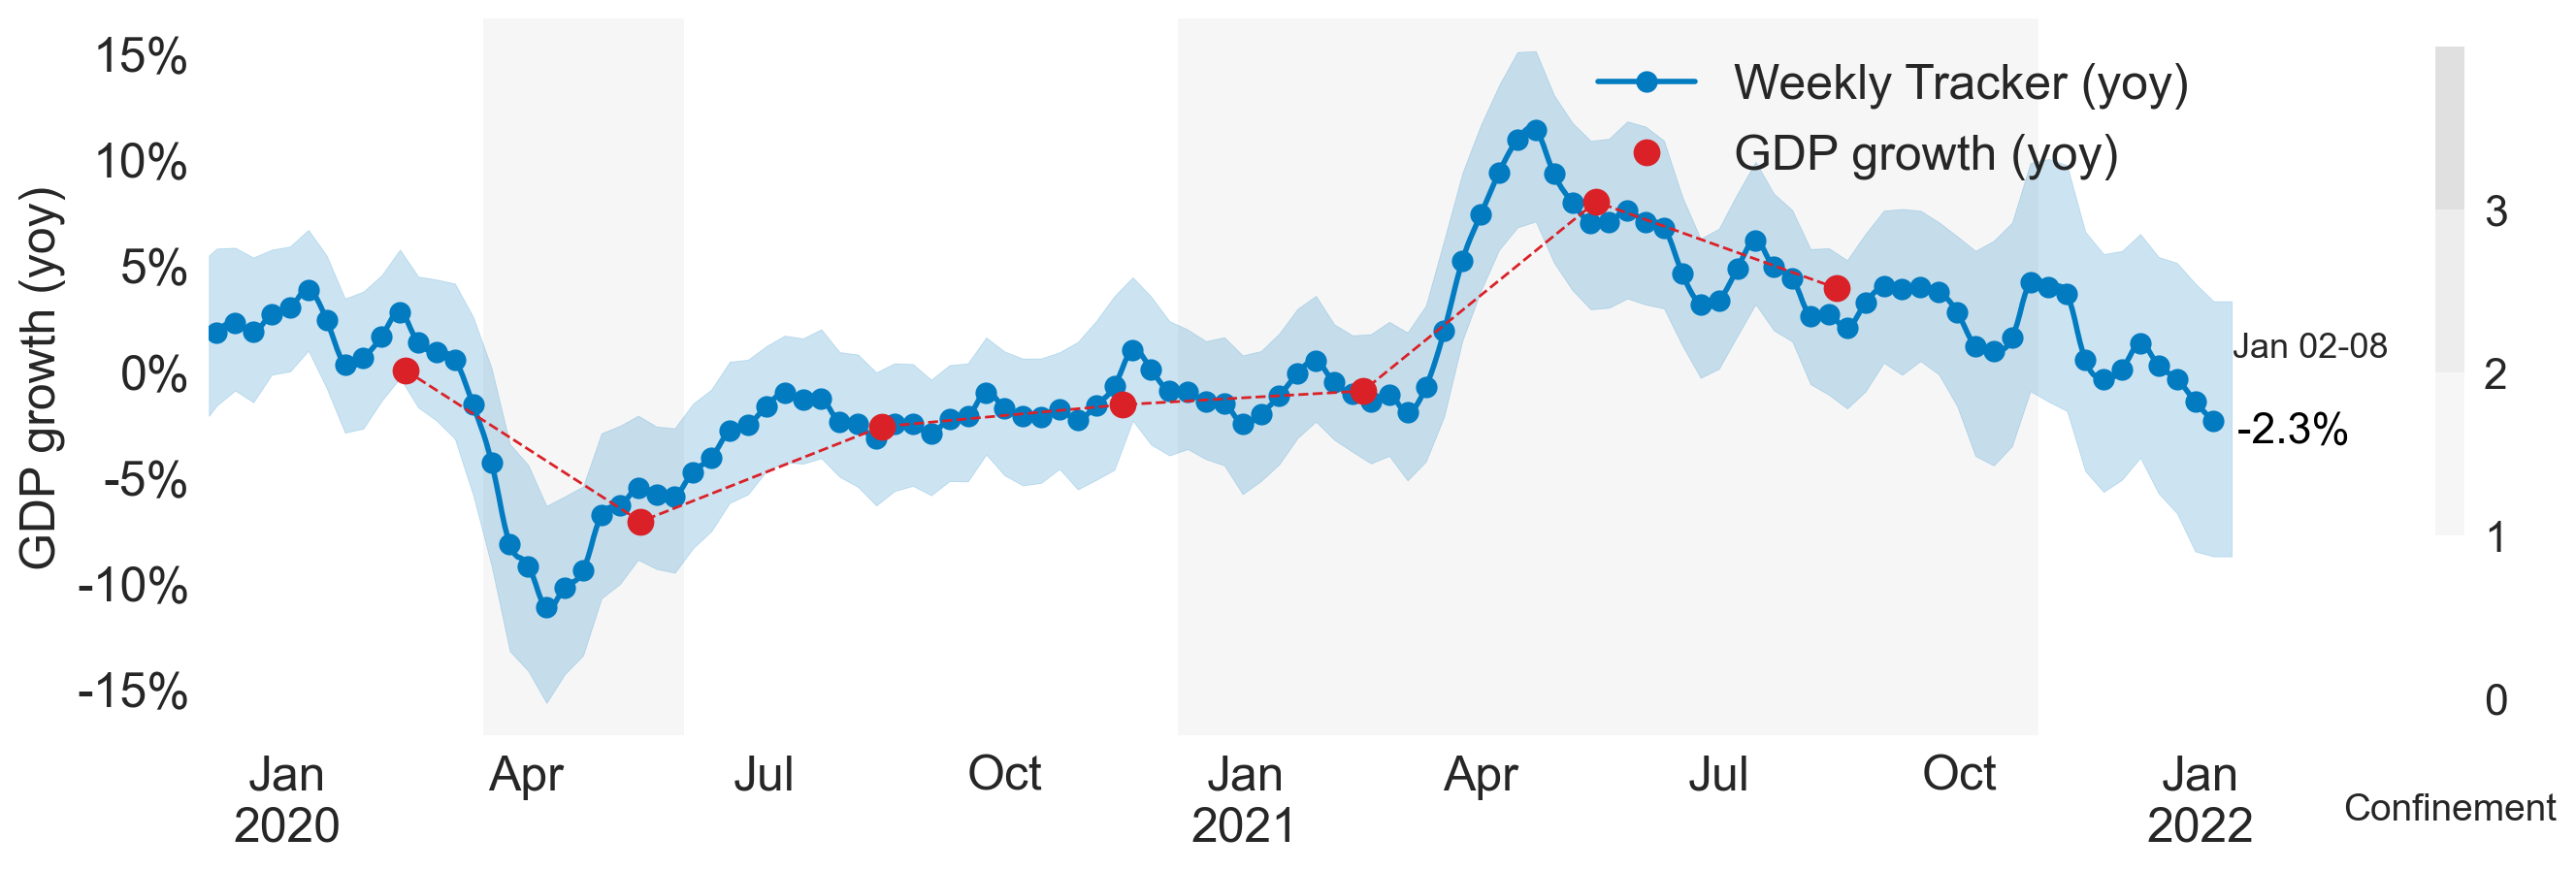 GDP growth (yoy)
15%
10%
5%
0%
-5%
-10%
-15%
Weekly Tracker (yoy)
GDP growth (yoy)
Jan 02-08
-2.3%
3
2
1
0
Confinement
Jan
2020
Apr
Jul
Oct
Jan
2021
Apr
Jul
Oct
Jan
2022